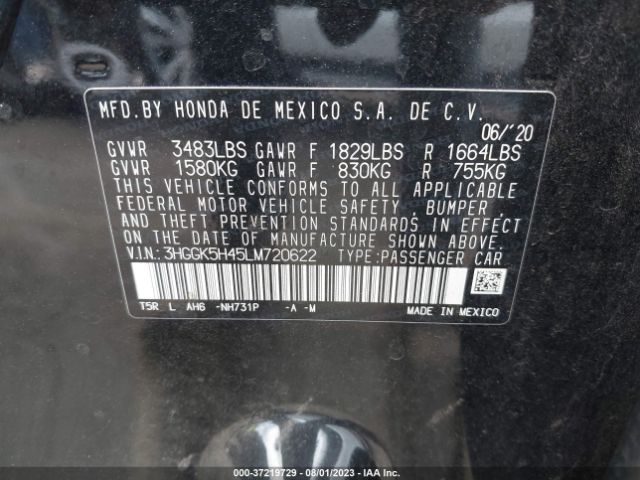 MFD.BY HONDA DE MEXICO S.A. DE C.V.
06/'20
GVWR 3483LBS GAWR F 1829LBS R 1664LBS
GVWR 1580KG GAWR F 830KG R 755KG
THIS VEHICLE CONFORMS TO ALL APPLICABLE
FEDERAL MOTOR VEHICLE SAFETY, BUMPER,
AND THEFT PREVENTION STANDARDS IN EFFECT
ON THE DATE OF MANUFACTURE SHOWN ABOVE.
V.I.N.: 3HGGK5H45LM720622 TYPE:PASSENGER CAR
T5R L AH6 -NH731P -A -M MADE IN MEXICO
000-37219729 - 08/01/2023 - IAA Inc.